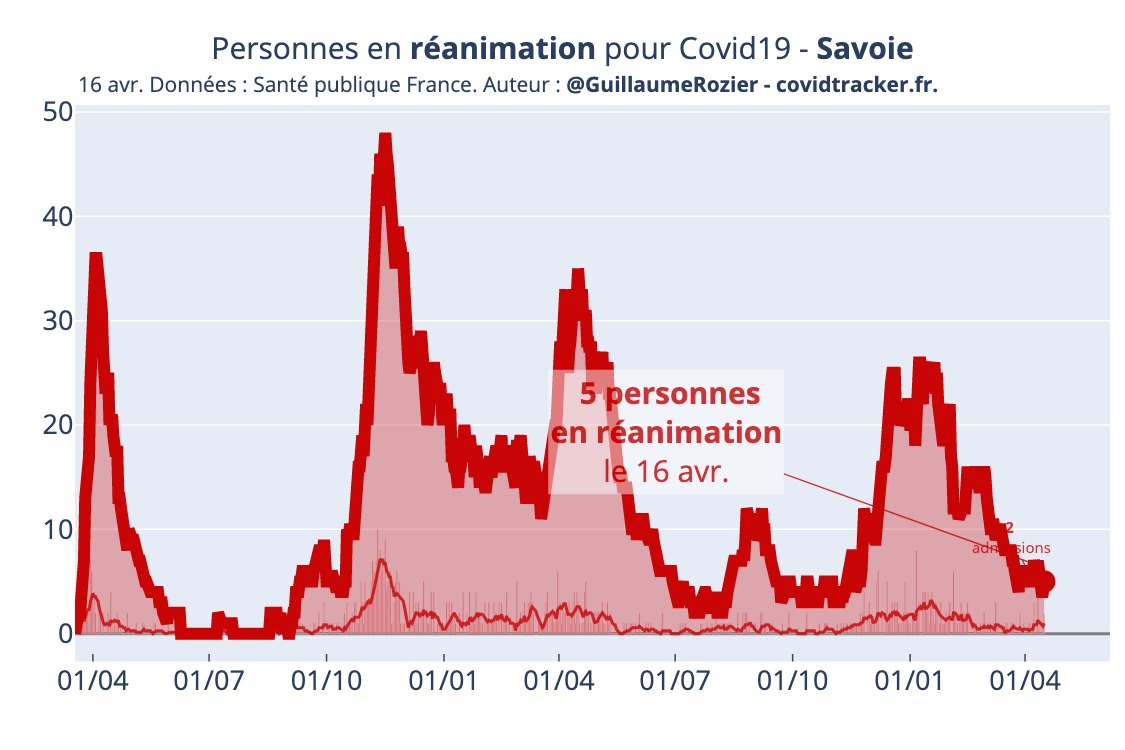 Personnes en réanimation pour Covid19 - Savoie
16 avr. Données : Santé publique France. Auteur : @GuillaumeRozier - covidtracker.fr.
50
40
30
20
10
0
5 personnes
en réanimation
le 16 avr.
2
admissions
01/04 01/07 01/10 01/01 01/04 01/07 01/10 01/01 01/04